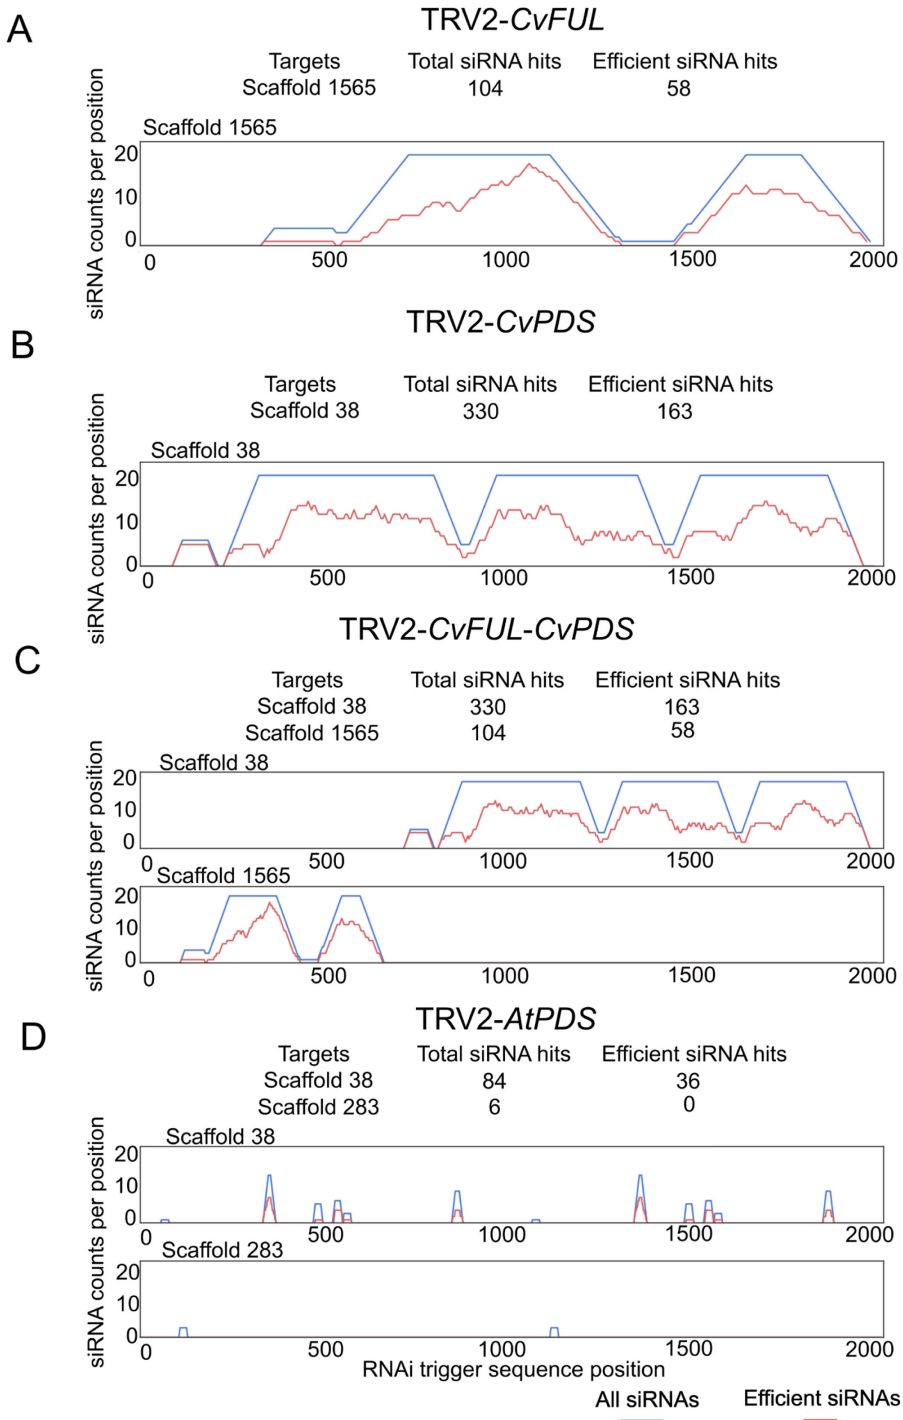 A
TRV2-CvFUL
Targets Total siRNA hits Efficient siRNA hits
Scaffold 1565 104 58
Scaffold 1565
siRNA counts per position
20
10
0
0 500 1000 1500 2000
TRV2-CvPDS
B
Targets Total siRNA hits Efficient siRNA hits
Scaffold 38 330 163
Scaffold 38
siRNA counts per position
20
10
0
0 500 1000 1500 2000
TRV2-CvFUL-CvPDS
C
Targets Total siRNA hits Efficient siRNA hits
Scaffold 38 330 163
Scaffold 1565 104 58
Scaffold 38
siRNA counts per position
20
10
0
0 500 1000 1500 2000
Scaffold 1565
20
10
0
0 500 1000 1500 2000
TRV2-AtPDS
D
Targets Total siRNA hits Efficient siRNA hits
Scaffold 38 84 36
Scaffold 283 6 0
Scaffold 38
siRNA counts per position
20
10
0
0 500 1000 1500 2000
Scaffold 283
20
10
0
0 500 1000 1500 2000
RNAi trigger sequence position
All siRNAs Efficient siRNAs